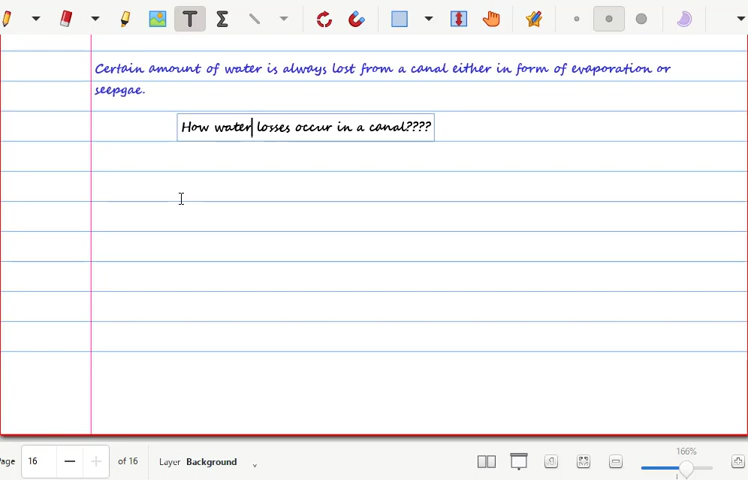 Certain amount of water is always lost from a canal either in form of evaporation or
seepgae.
How water losses occur in a canal????
166%
Page 16 of 16 Layer Background